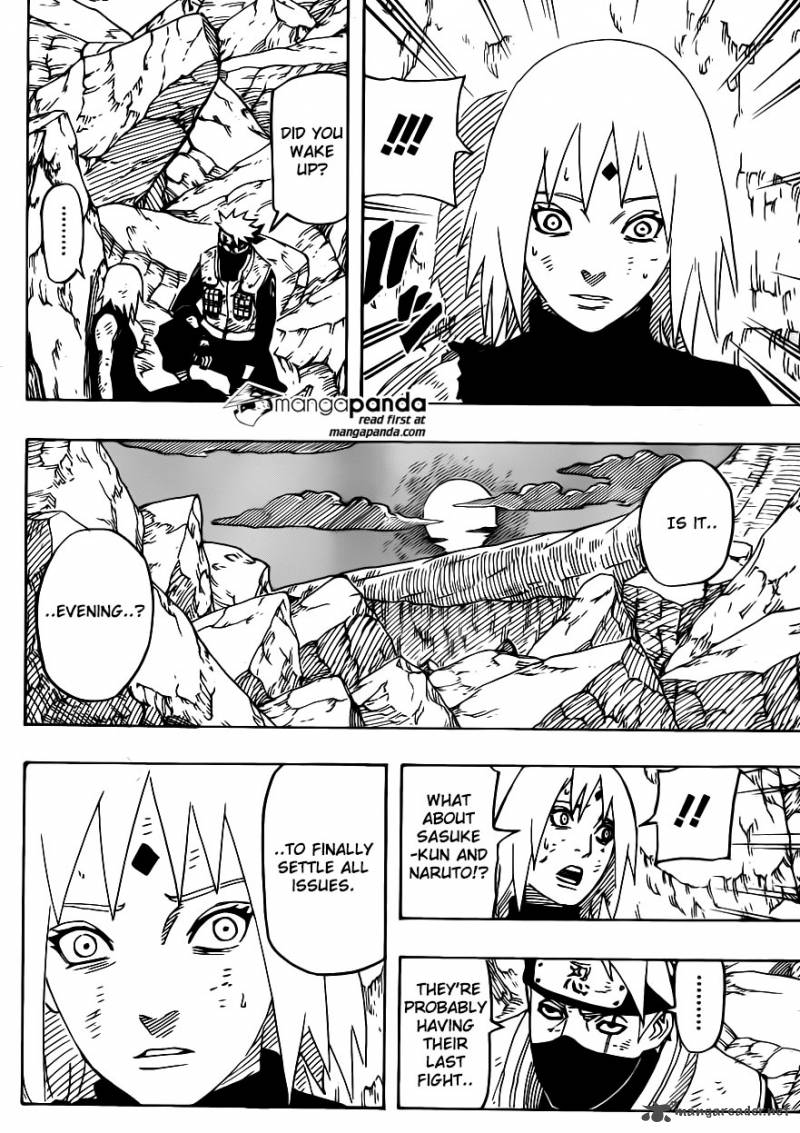 !!!
DID YOU
WAKE
UP?
.........
mangapanda
read first at
mangapanda.com
IS IT..
..EVENING..?
!!
WHAT
ABOUT
SASUKE
-KUN AND
NARUTO!?
.........
THEY'RE
PROBABLY
HAVING
THEIR
LAST
FIGHT..
..TO FINALLY
SETTLE ALL
ISSUES.
mangareader.net